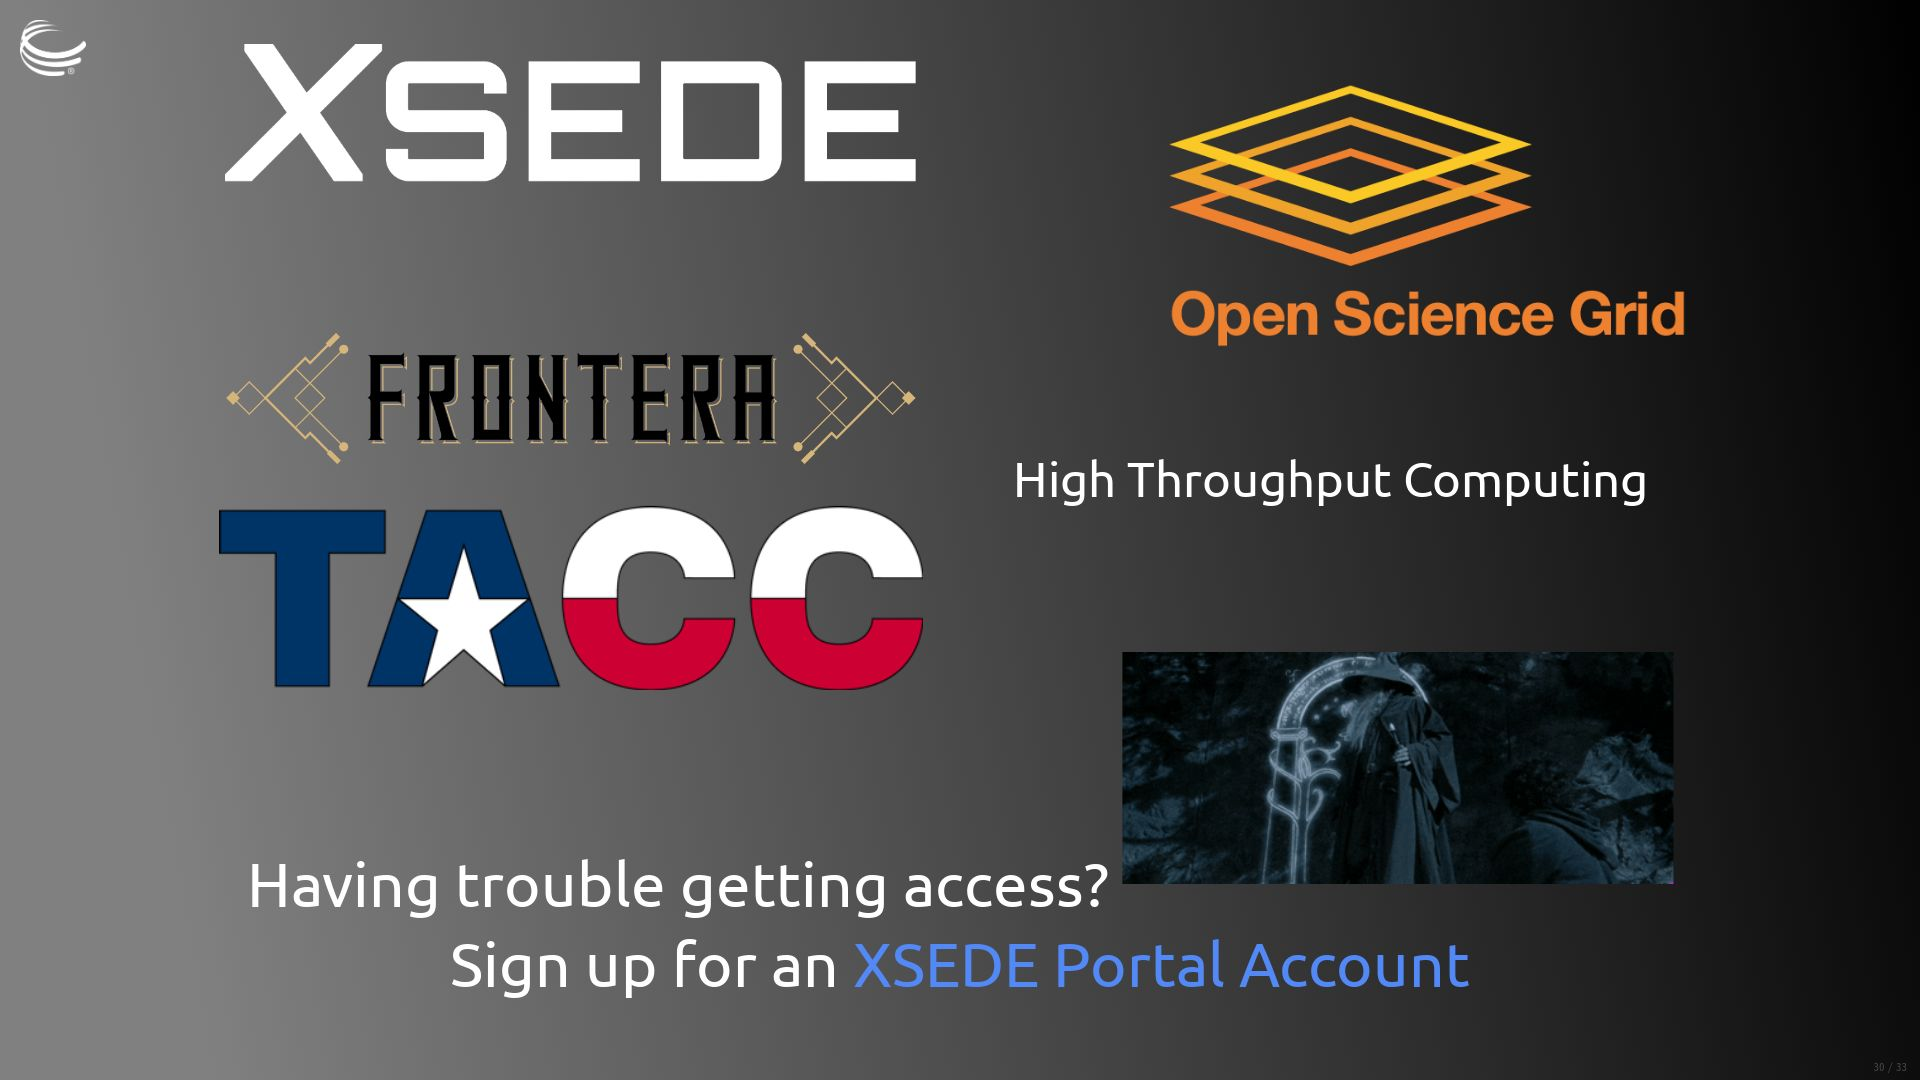 XSEDE
Open Science Grid
FRONTERA
High Throughput Computing
TACC
Having trouble getting access?
Sign up for an XSEDE Portal Account
30 / 33